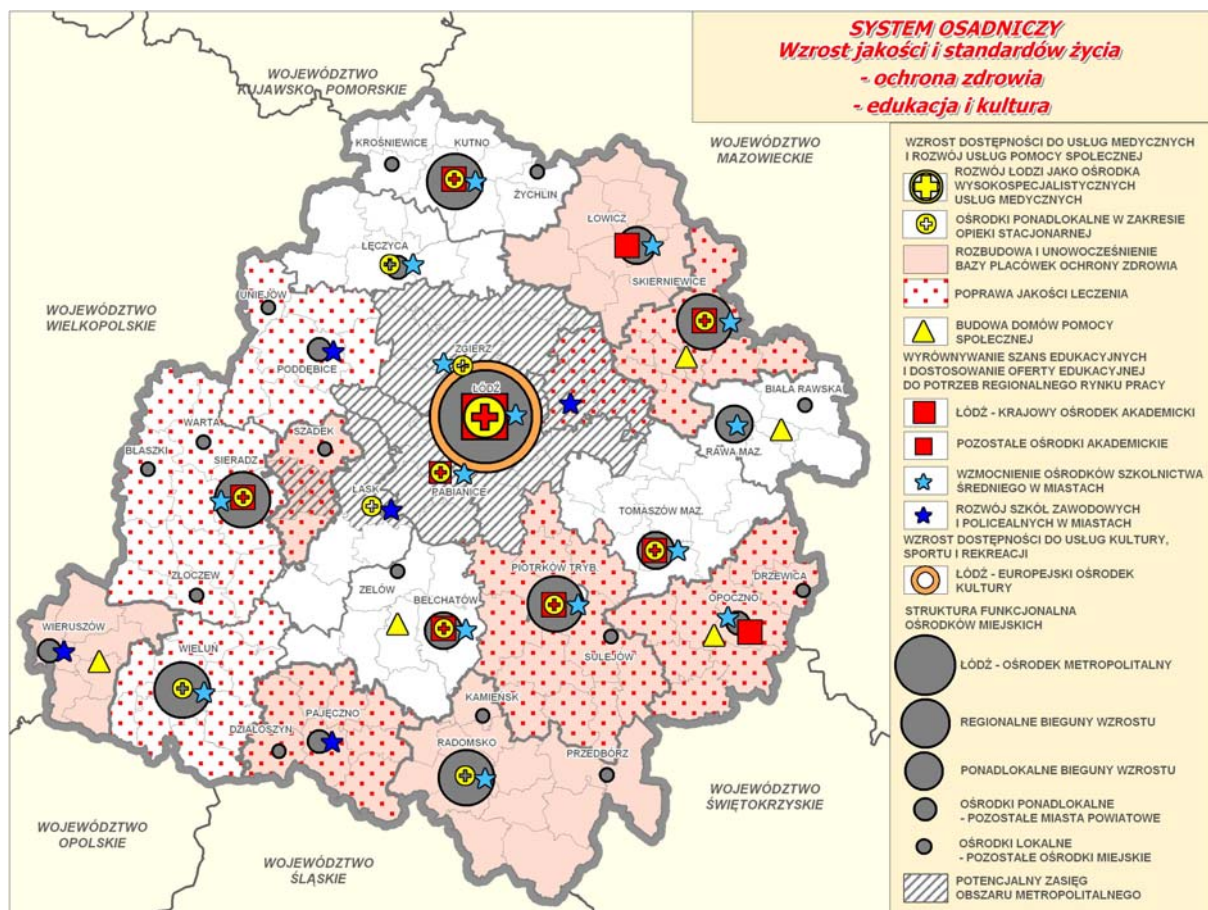 SYSTEM OSADNICZY
Wzrost jakości i standardów życia
- ochrona zdrowia
- edukacja i kultura
WOJEWÓDZTWO
KUJAWSKO - POMORSKIE
WOJEWÓDZTWO
MAZOWIECKIE
WOJEWÓDZTWO
WIELKOPOLSKIE
WOJEWÓDZTWO
OPOLSKIE
WOJEWÓDZTWO
ŚLĄSKIE
WOJEWÓDZTWO
ŚWIĘTOKRZYSKIE
KROŚNIEWICE
KUTNO
ŻYCHLIN
ŁOWICZ
ŁĘCZYCA
SKIERNIEWICE
UNIEJÓW
PODDĘBICE
ZGIERZ
ŁÓDŹ
BIAŁA RAWSKA
RAWA MAZ.
WARTA
SZADEK
BŁASZKI
SIERADZ
ŁASK
PABIANICE
TOMASZÓW MAZ.
ZŁOCZEW
ZELÓW
BEŁCHATÓW
PIOTRKÓW TRYB.
DRZEWICA
OPOCZNO
SULEJÓW
WIERUSZÓW
WIELUŃ
DZIAŁOSZYN
PAJĘCZNO
KAMIEŃSK
RADOMSKO
PRZEDBÓRZ
WZROST DOSTĘPNOŚCI DO USŁUG MEDYCZNYCH
I ROZWÓJ USŁUG POMOCY SPOŁECZNEJ
ROZWÓJ ŁODZI JAKO OŚRODKA
WYSOKOSPECJALISTYCZNYCH
USŁUG MEDYCZNYCH
OŚRODKI PONADLOKALNE W ZAKRESIE
OPIEKI STACJONARNEJ
ROZBUDOWA I UNOWOCZEŚNIENIE
BAZY PLACÓWEK OCHRONY ZDROWIA
POPRAWA JAKOŚCI LECZENIA
BUDOWA DOMÓW POMOCY
SPOŁECZNEJ
WYRÓWNYWANIE SZANS EDUKACYJNYCH
I DOSTOSOWANIE OFERTY EDUKACYJNEJ
DO POTRZEB REGIONALNEGO RYNKU PRACY
ŁÓDŹ - KRAJOWY OŚRODEK AKADEMICKI
POZOSTAŁE OŚRODKI AKADEMICKIE
WZMOCNIENIE OŚRODKÓW SZKOLNICTWA
ŚREDNIEGO W MIASTACH
ROZWÓJ SZKÓŁ ZAWODOWYCH
I POLICEALNYCH W MIASTACH
WZROST DOSTĘPNOŚCI DO USŁUG KULTURY,
SPORTU I REKREACJI
ŁÓDŹ - EUROPEJSKI OŚRODEK
KULTURY
STRUKTURA FUNKCJONALNA
OŚRODKÓW MIEJSKICH
ŁÓDŹ - OŚRODEK METROPOLITALNY
REGIONALNE BIEGUNY WZROSTU
PONADLOKALNE BIEGUNY WZROSTU
OŚRODKI PONADLOKALNE
- POZOSTAŁE MIASTA POWIATOWE
OŚRODKI LOKALNE
- POZOSTAŁE OŚRODKI MIEJSKIE
POTENCJALNY ZASIĘG
OBSZARU METROPOLITALNEGO